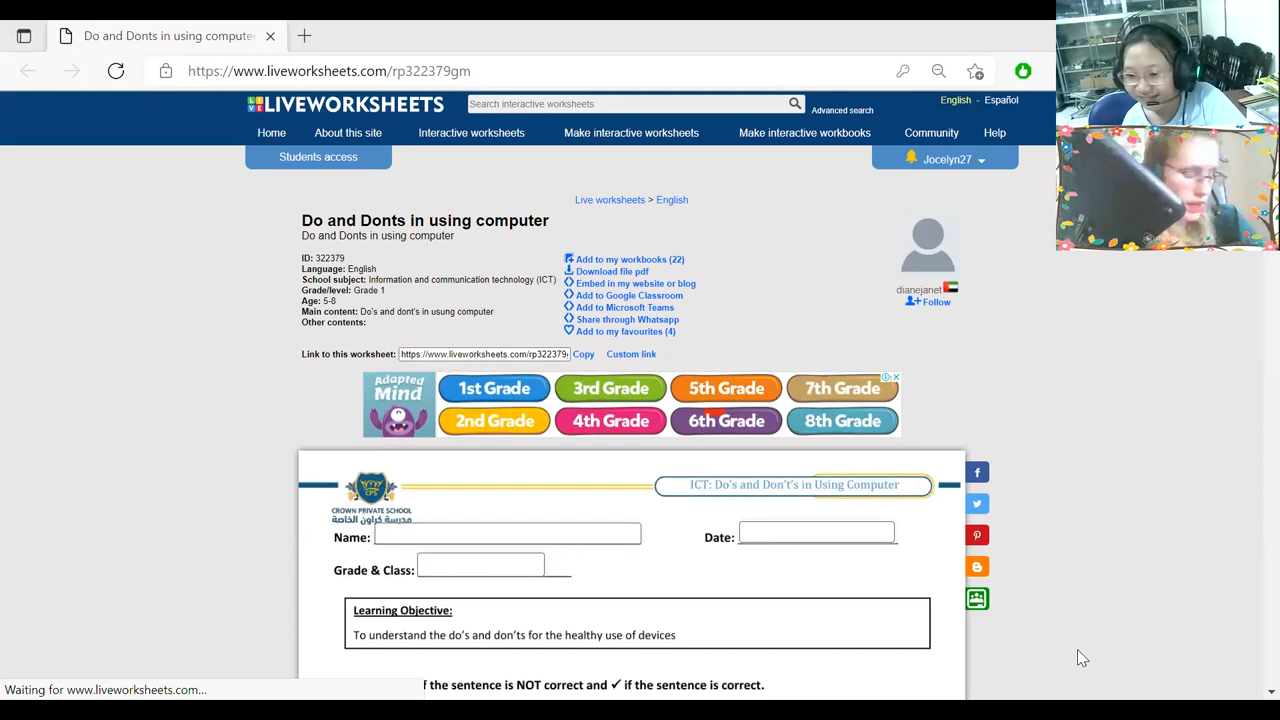 Do and Donts in using compute
https://www.liveworksheets.com/rp322379gm
LIVEWORKSHEETS
Search interactive worksheets
Advanced search
English - Español
Home
About this site
Interactive worksheets
Make interactive worksheets
Make interactive workbooks
Community
Help
Students access
Jocelyn27
Live worksheets > English
Do and Donts in using computer
Do and Donts in using computer
ID: 322379
Language: English
School subject: Information and communication technology (ICT)
Grade/level: Grade 1
Age: 5-8
Main content: Do's and dont's in usung computer
Other contents:
Add to my workbooks (22)
Download file pdf
Embed in my website or blog
Add to Google Classroom
Add to Microsoft Teams
Share through Whatsapp
Add to my favourites (4)
dianejanet
Follow
Link to this worksheet: https://www.liveworksheets.com/rp322379 Copy Custom link
Adapted Mind
1st Grade 3rd Grade 5th Grade 7th Grade
2nd Grade 4th Grade 6th Grade 8th Grade
CPS
CROWN PRIVATE SCHOOL
مدرسة كراون الخاصة
ICT: Do's and Don't's in Using Computer
Name:
Date:
Grade & Class:
Learning Objective:
To understand the do's and don'ts for the healthy use of devices
f the sentence is NOT correct and ✓ if the sentence is correct.
Waiting for www.liveworksheets.com...